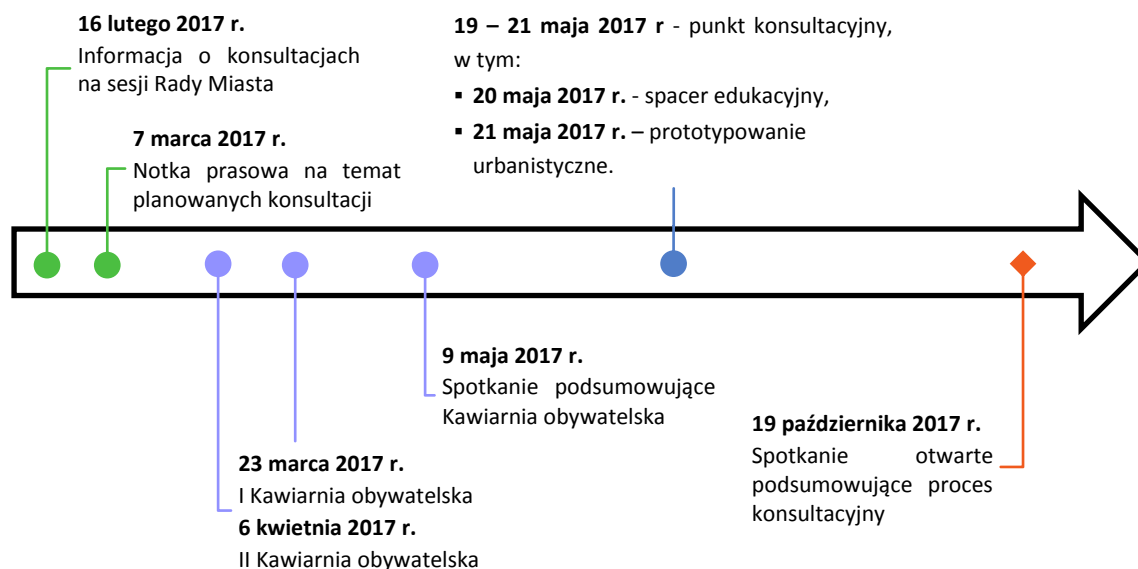 16 lutego 2017 r.
Informacja o konsultacjach
na sesji Rady Miasta
7 marca 2017 r.
Notka prasowa na temat
planowanych konsultacji
19 – 21 maja 2017 r - punkt konsultacyjny,
w tym:
▪ 20 maja 2017 r. - spacer edukacyjny,
▪ 21 maja 2017 r. – prototypowanie
urbanistyczne.
23 marca 2017 r.
I Kawiarnia obywatelska
6 kwietnia 2017 r.
II Kawiarnia obywatelska
9 maja 2017 r.
Spotkanie podsumowujące
Kawiarnia obywatelska
19 października 2017 r.
Spotkanie otwarte
podsumowujące proces
konsultacyjny